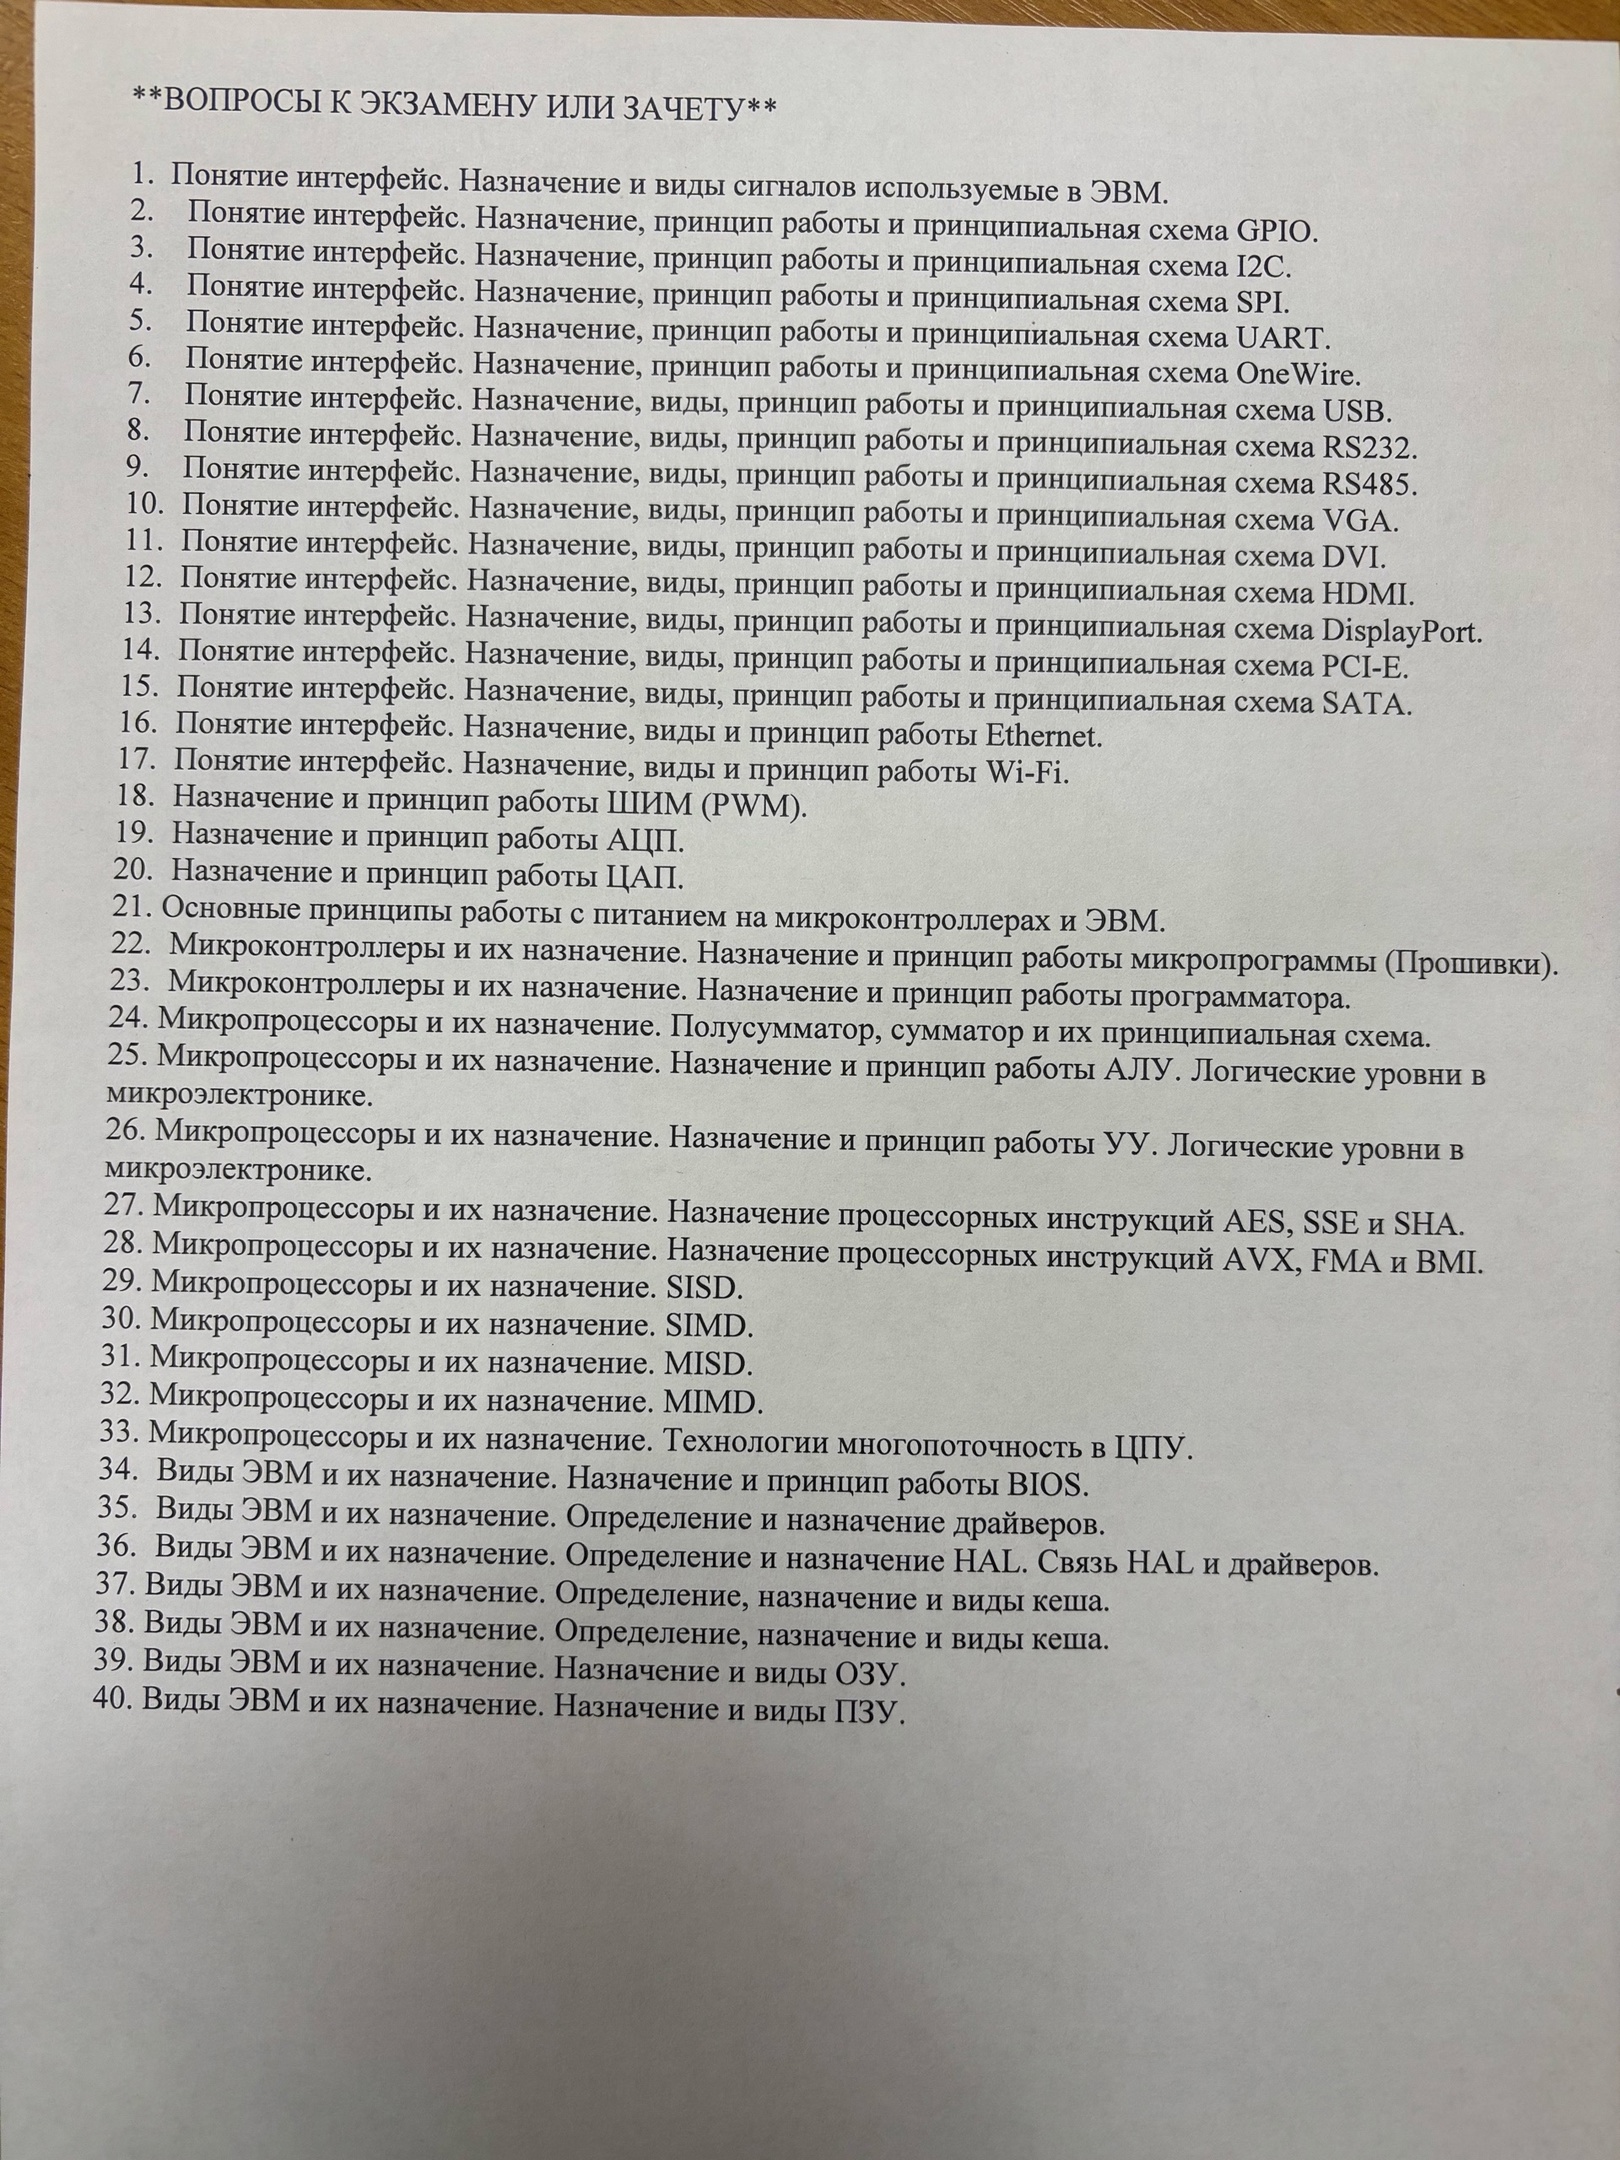 **ВОПРОСЫ К ЭКЗАМЕНУ ИЛИ ЗАЧЕТУ**
1. Понятие интерфейс. Назначение и виды сигналов используемые в ЭВМ.
2. Понятие интерфейс. Назначение, принцип работы и принципиальная схема GPIO.
3. Понятие интерфейс. Назначение, принцип работы и принципиальная схема I2C.
4. Понятие интерфейс. Назначение, принцип работы и принципиальная схема SPI.
5. Понятие интерфейс. Назначение, принцип работы и принципиальная схема UART.
6. Понятие интерфейс. Назначение, принцип работы и принципиальная схема OneWire.
7. Понятие интерфейс. Назначение, виды, принцип работы и принципиальная схема USB.
8. Понятие интерфейс. Назначение, виды, принцип работы и принципиальная схема RS232.
9. Понятие интерфейс. Назначение, виды, принцип работы и принципиальная схема RS485.
10. Понятие интерфейс. Назначение, виды, принцип работы и принципиальная схема VGA.
11. Понятие интерфейс. Назначение, виды, принцип работы и принципиальная схема DVI.
12. Понятие интерфейс. Назначение, виды, принцип работы и принципиальная схема HDMI.
13. Понятие интерфейс. Назначение, виды, принцип работы и принципиальная схема DisplayPort.
14. Понятие интерфейс. Назначение, виды, принцип работы и принципиальная схема PCI-E.
15. Понятие интерфейс. Назначение, виды, принцип работы и принципиальная схема SATA.
16. Понятие интерфейс. Назначение, виды и принцип работы Ethernet.
17. Понятие интерфейс. Назначение, виды и принцип работы Wi-Fi.
18. Назначение и принцип работы ШИМ (PWM).
19. Назначение и принцип работы АЦП.
20. Назначение и принцип работы ЦАП.
21. Основные принципы работы с питанием на микроконтроллерах и ЭВМ.
22. Микроконтроллеры и их назначение. Назначение и принцип работы микропрограммы (Прошивки).
23. Микроконтроллеры и их назначение. Назначение и принцип работы программатора.
24. Микропроцессоры и их назначение. Полусумматор, сумматор и их принципиальная схема.
25. Микропроцессоры и их назначение. Назначение и принцип работы АЛУ. Логические уровни в
микроэлектронике.
26. Микропроцессоры и их назначение. Назначение и принцип работы УУ. Логические уровни в
микроэлектронике.
27. Микропроцессоры и их назначение. Назначение процессорных инструкций AES, SSE и SHA.
28. Микропроцессоры и их назначение. Назначение процессорных инструкций AVX, FMA и BMI.
29. Микропроцессоры и их назначение. SISD.
30. Микропроцессоры и их назначение. SIMD.
31. Микропроцессоры и их назначение. MISD.
32. Микропроцессоры и их назначение. MIMD.
33. Микропроцессоры и их назначение. Технологии многопоточность в ЦПУ.
34. Виды ЭВМ и их назначение. Назначение и принцип работы BIOS.
35. Виды ЭВМ и их назначение. Определение и назначение драйверов.
36. Виды ЭВМ и их назначение. Определение и назначение HAL. Связь HAL и драйверов.
37. Виды ЭВМ и их назначение. Определение, назначение и виды кеша.
38. Виды ЭВМ и их назначение. Определение, назначение и виды кеша.
39. Виды ЭВМ и их назначение. Назначение и виды ОЗУ.
40. Виды ЭВМ и их назначение. Назначение и виды ПЗУ.